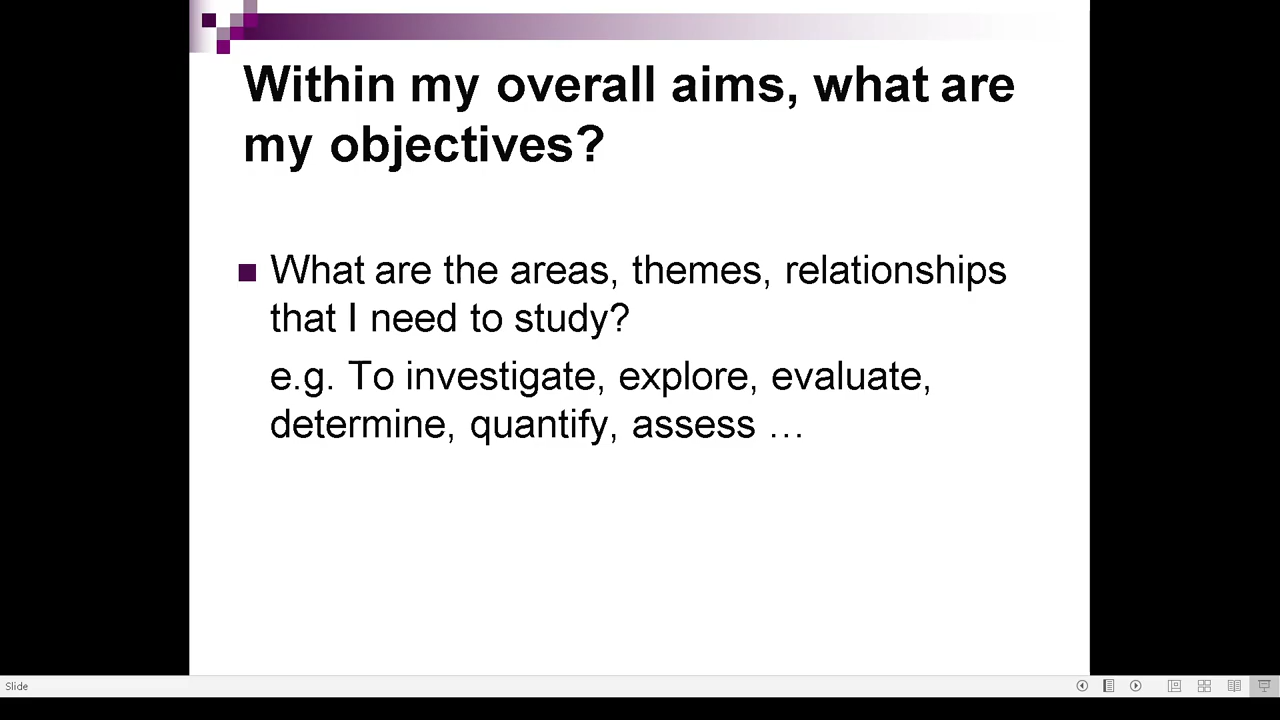 Within my overall aims, what are
my objectives?
What are the areas, themes, relationships
that I need to study?
e.g. To investigate, explore, evaluate,
determine, quantify, assess …
Slide